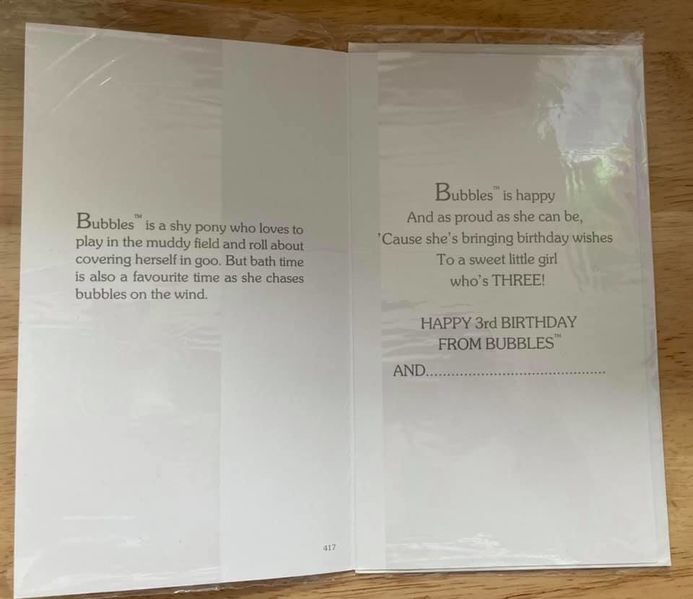 Bubbles™ is a shy pony who loves to
play in the muddy field and roll about
covering herself in goo. But bath time
is also a favourite time as she chases
bubbles on the wind.
417
Bubbles™ is happy
And as proud as she can be,
'Cause she's bringing birthday wishes
To a sweet little girl
who's THREE!
HAPPY 3rd BIRTHDAY
FROM BUBBLES™
AND..........................................